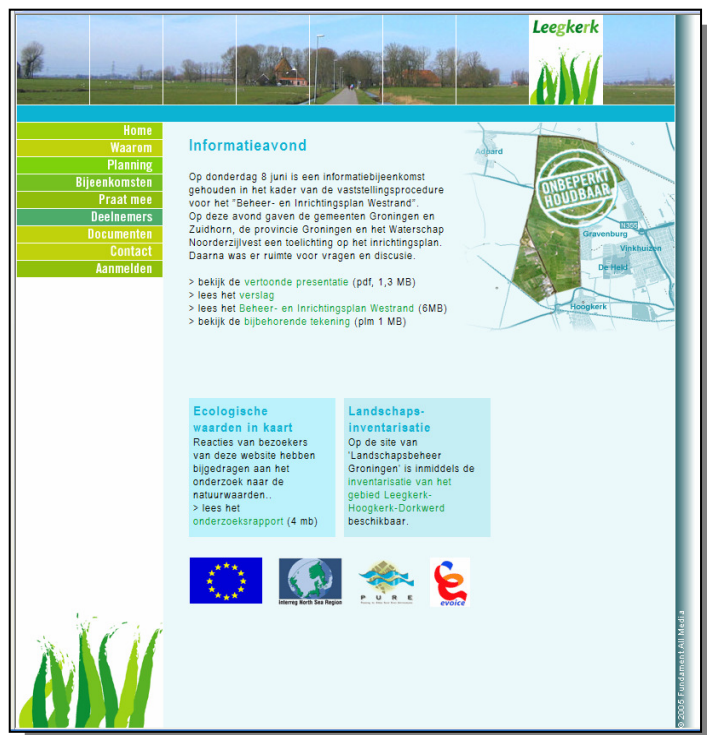 Leegkerk
Home
Waarom
Planning
Bijeenkomsten
Praat mee
Deelnemers
Documenten
Contact
Aanmelden
Informatieavond
Op donderdag 8 juni is een informatiebijeenkomst
gehouden in het kader van de vaststellingsprocedure
voor het "Beheer- en Inrichtingsplan Westrand".
Op deze avond gaven de gemeenten Groningen en
Zuidhorn, de provincie Groningen en het Waterschap
Noorderzijlvest een toelichting op het inrichtingsplan.
Daarna was er ruimte voor vragen en discusie.
> bekijk de vertoonde presentatie (pdf, 1,3 MB)
> lees het verslag
> lees het Beheer- en Inrichtingsplan Westrand (6MB)
> bekijk de bijbehorende tekening (plm 1 MB)
ONBEPERKT
HOUDBAAR
Gravenburg
Vinkhuizen
De Held
Hoogkerk
Ecologische
waarden in kaart
Reacties van bezoekers
van deze website hebben
bijgedragen aan het
onderzoek naar de
natuurwaarden..
> lees het
onderzoeksrapport (4 mb)
Landschaps-
inventarisatie
Op de site van
'Landschapsbeheer
Groningen' is inmiddels de
inventarisatie van het
gebied Leegkerk-
Hoogkerk-Dorkwerd
beschikbaar.
Interreg North Sea Region
PURE
evoice
© 2005 Fundament All Media